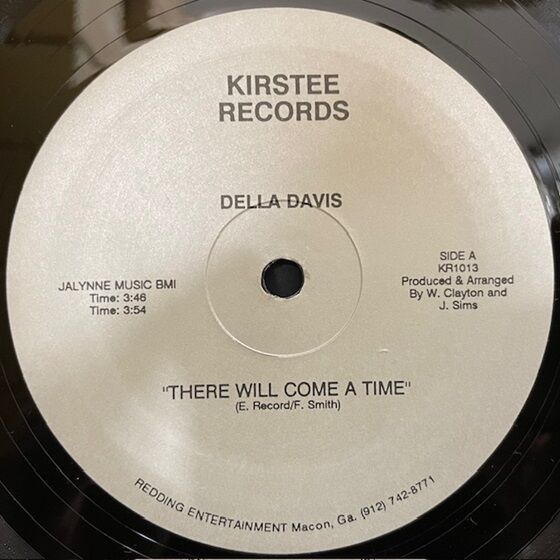 KIRSTEE
RECORDS
DELLA DAVIS
JALYNNE MUSIC BMI
Time: 3:46
Time: 3:54
SIDE A
KR1013
Produced & Arranged
By W. Clayton and
J. Sims
"THERE WILL COME A TIME"
(E. Record/F. Smith)
REDDING ENTERTAINMENT Macon, Ga. (912) 742-8771